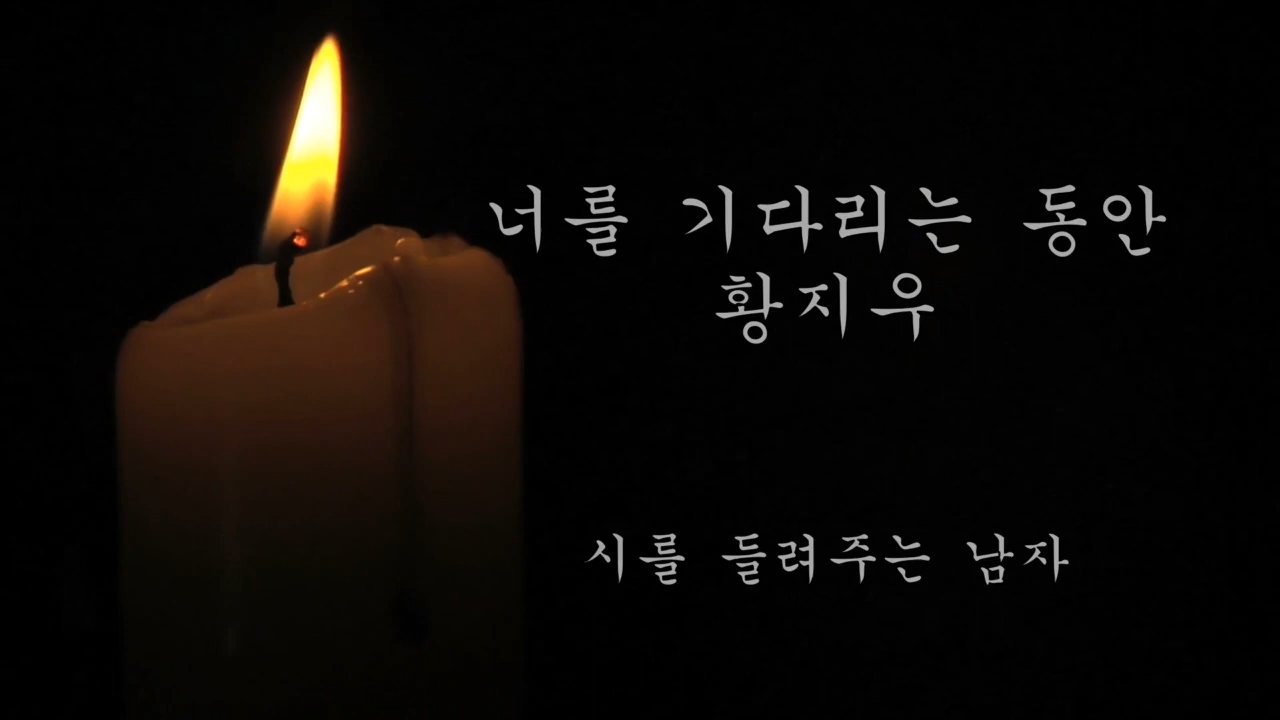 너를 기다리는 동안
황지우
시를 들려주는 남자